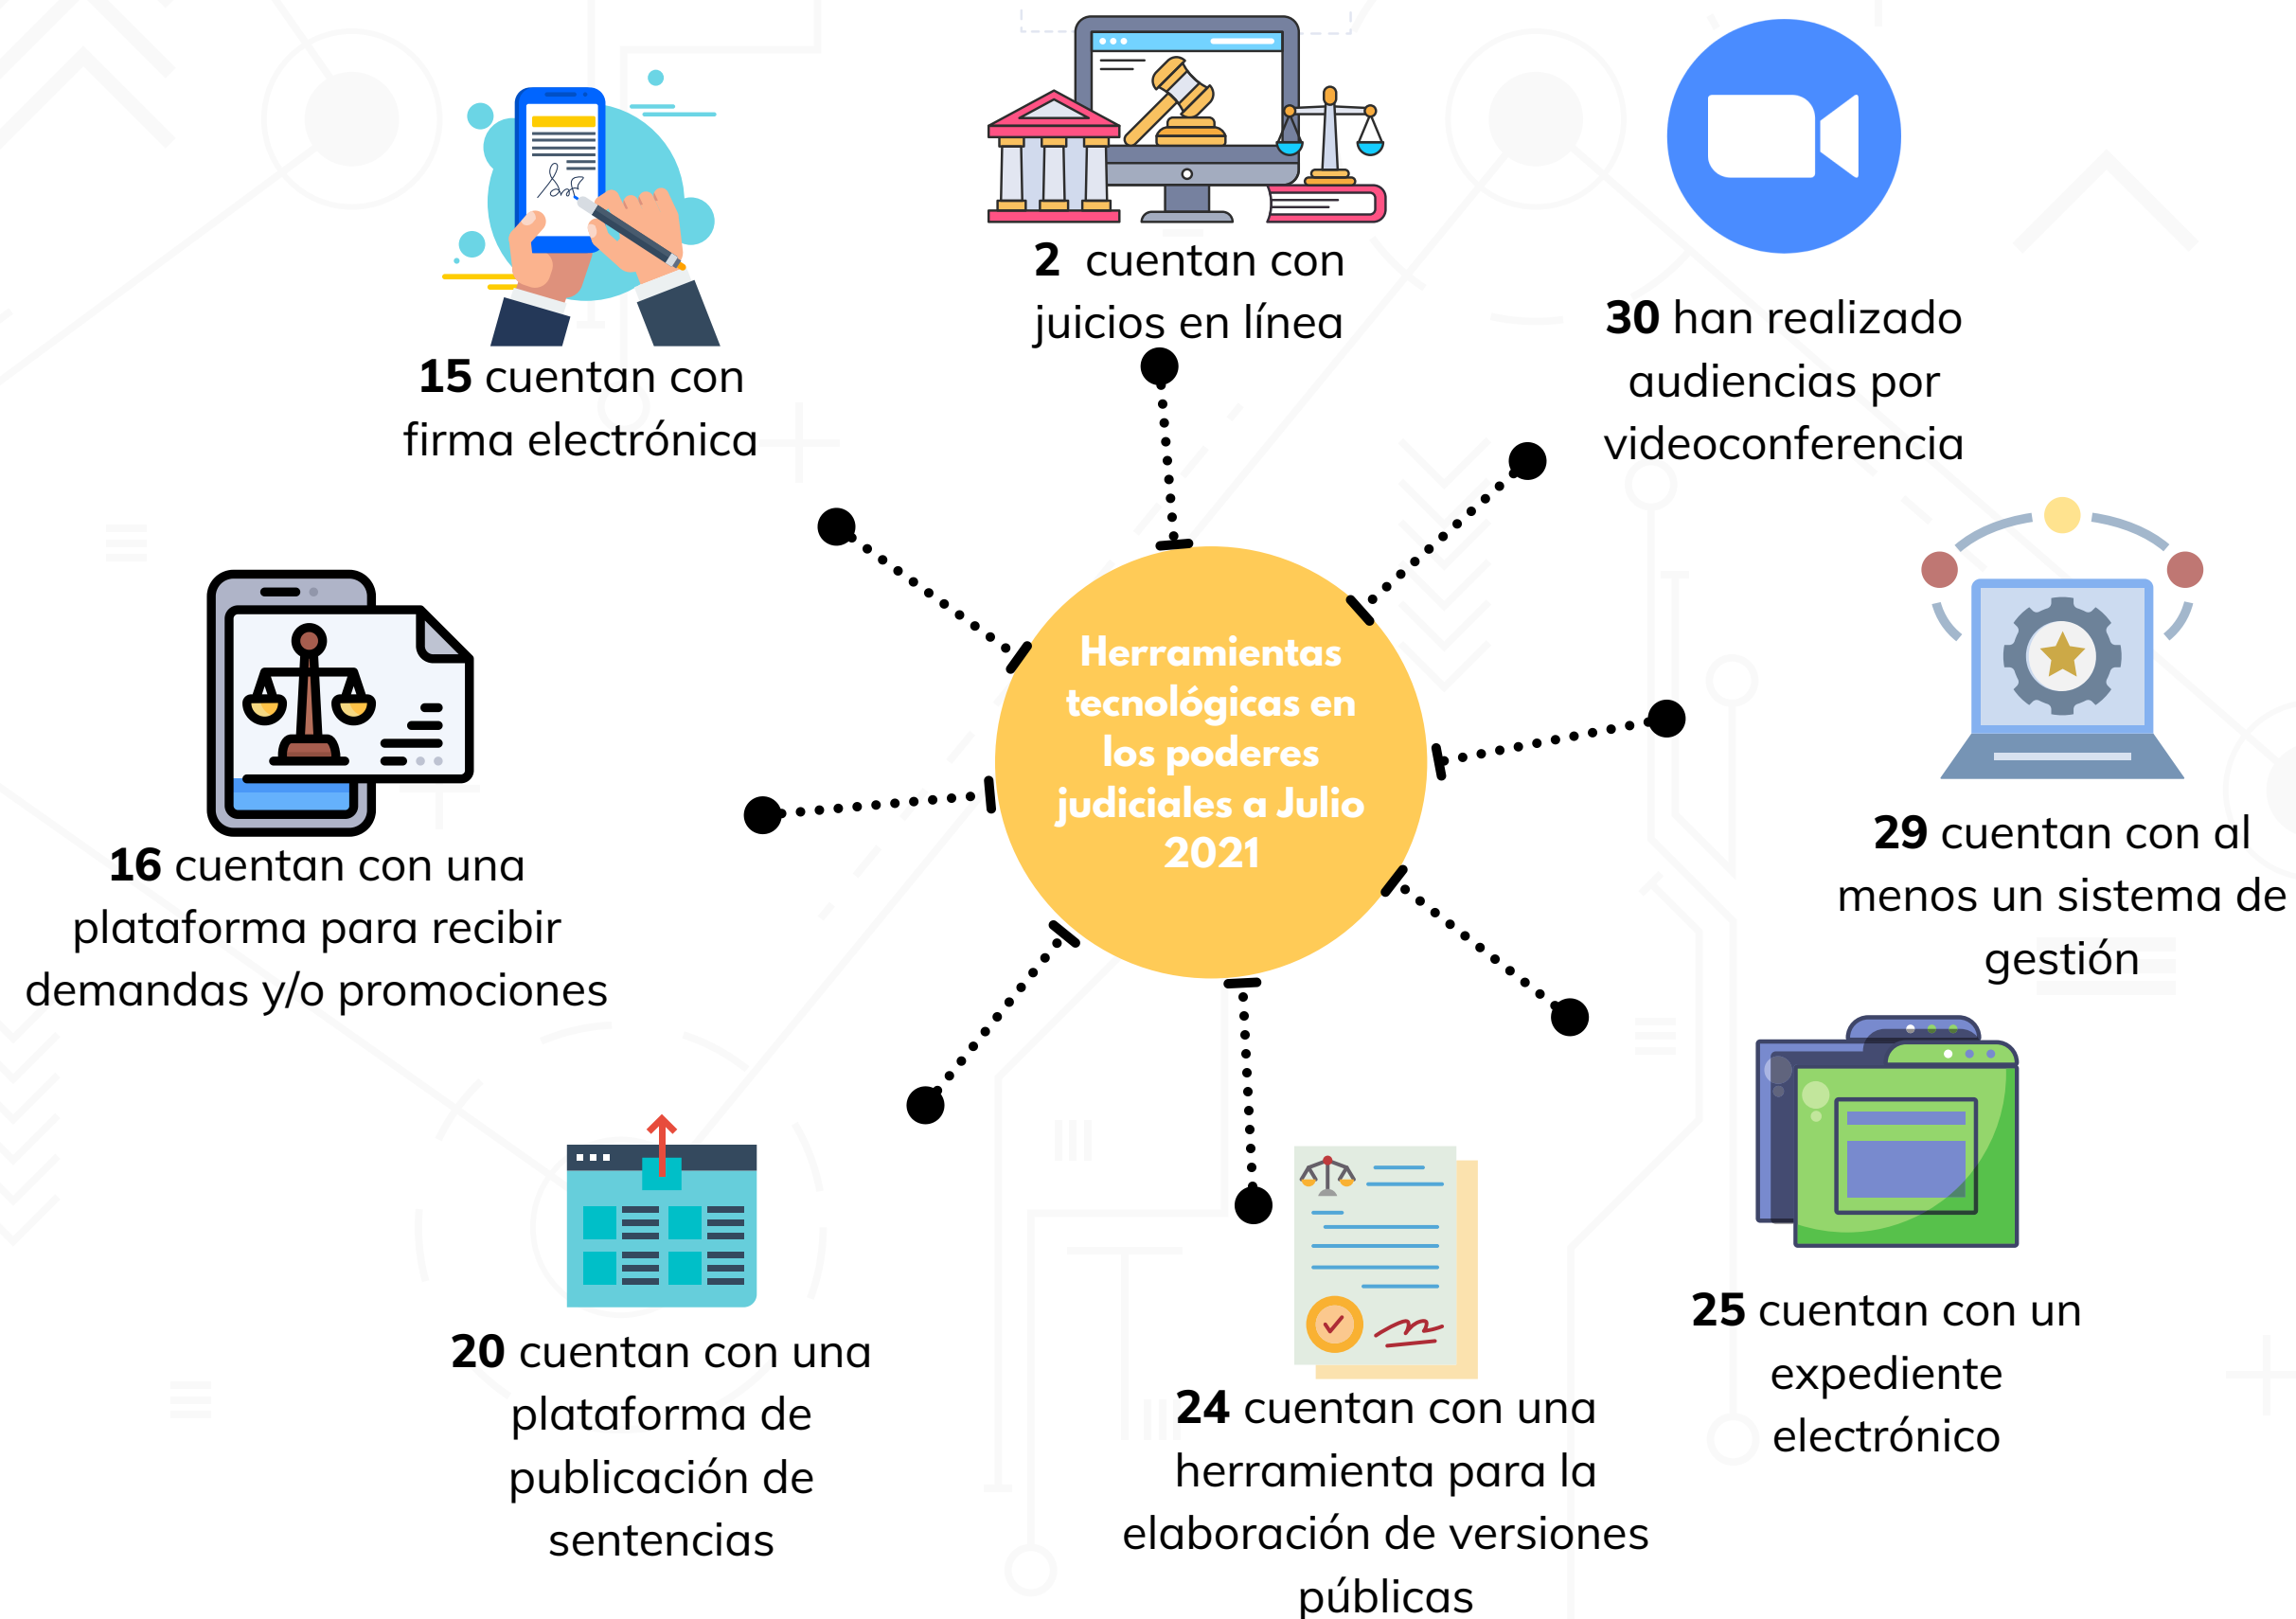 2 cuentan con
juicios en línea
30 han realizado
audiencias por
videoconferencia
15 cuentan con
firma electrónica
Herramientas
tecnológicas en
los poderes
judiciales a Julio
2021
29 cuentan con al
menos un sistema de
gestión
16 cuentan con una
plataforma para recibir
demandas y/o promociones
25 cuentan con un
expediente
electrónico
20 cuentan con una
plataforma de
publicación de
sentencias
24 cuentan con una
herramienta para la
elaboración de versiones
públicas